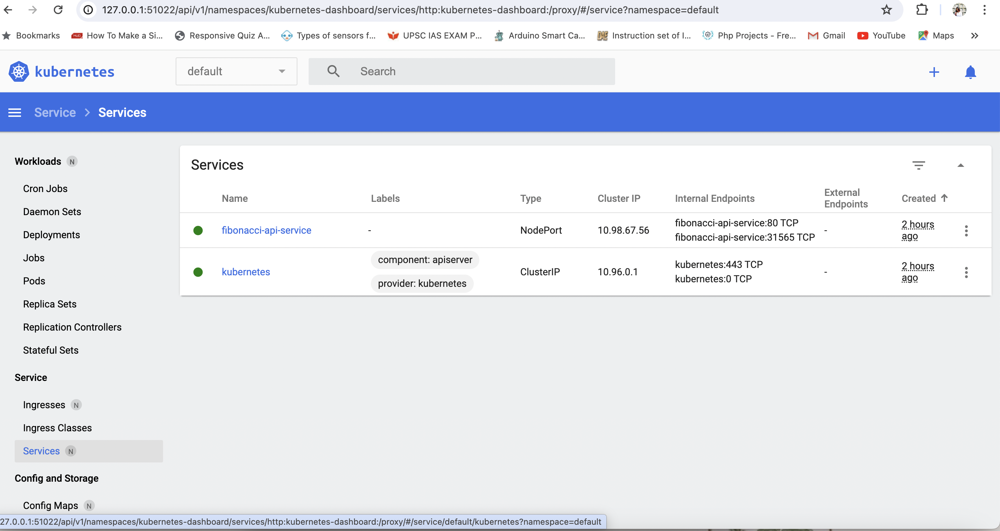 127.0.0.1:51022/api/v1/namespaces/kubernetes-dashboard/services/http:kubernetes-dashboard:/proxy/#/service?namespace=default
Bookmarks How To Make a Si... Responsive Quiz A... Types of sensors f... UPSC IAS EXAM P... Arduino Smart Ca... Instruction set of I... Php Projects - Fre... Gmail YouTube Maps »
kubernetes default Search
Service > Services
Workloads N
Cron Jobs
Daemon Sets
Deployments
Jobs
Pods
Replica Sets
Replication Controllers
Stateful Sets
Service
Ingresses N
Ingress Classes
Services N
Config and Storage
Config Maps N
Services
Name Labels Type Cluster IP Internal Endpoints External Endpoints Created
fibonacci-api-service - NodePort 10.98.67.56 fibonacci-api-service:80 TCP - 2 hours
fibonacci-api-service:31565 TCP ago
component: apiserver
kubernetes ClusterIP 10.96.0.1 kubernetes:443 TCP - 2 hours
kubernetes:0 TCP ago
provider: kubernetes
27.0.0.1:51022/api/v1/namespaces/kubernetes-dashboard/services/http:kubernetes-dashboard:/proxy/#/service/default/kubernetes?namespace=default